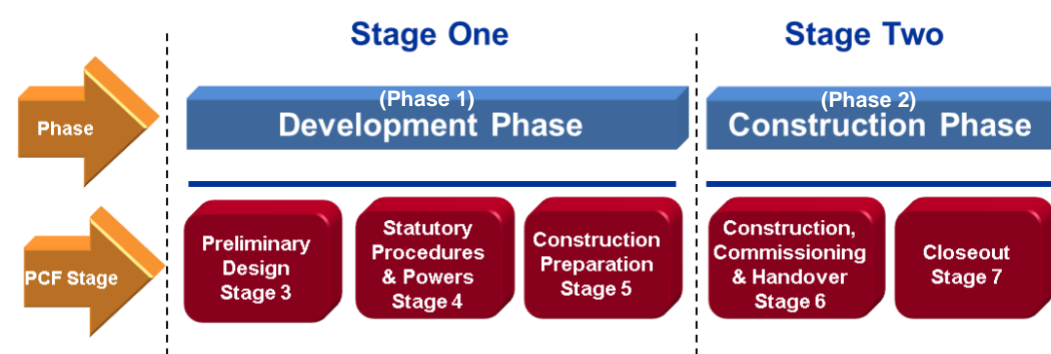 Stage One
Stage Two
Phase
(Phase 1)
Development Phase
(Phase 2)
Construction Phase
PCF Stage
Preliminary
Design
Stage 3
Statutory
Procedures
& Powers
Stage 4
Construction
Preparation
Stage 5
Construction,
Commissioning
& Handover
Stage 6
Closeout
Stage 7